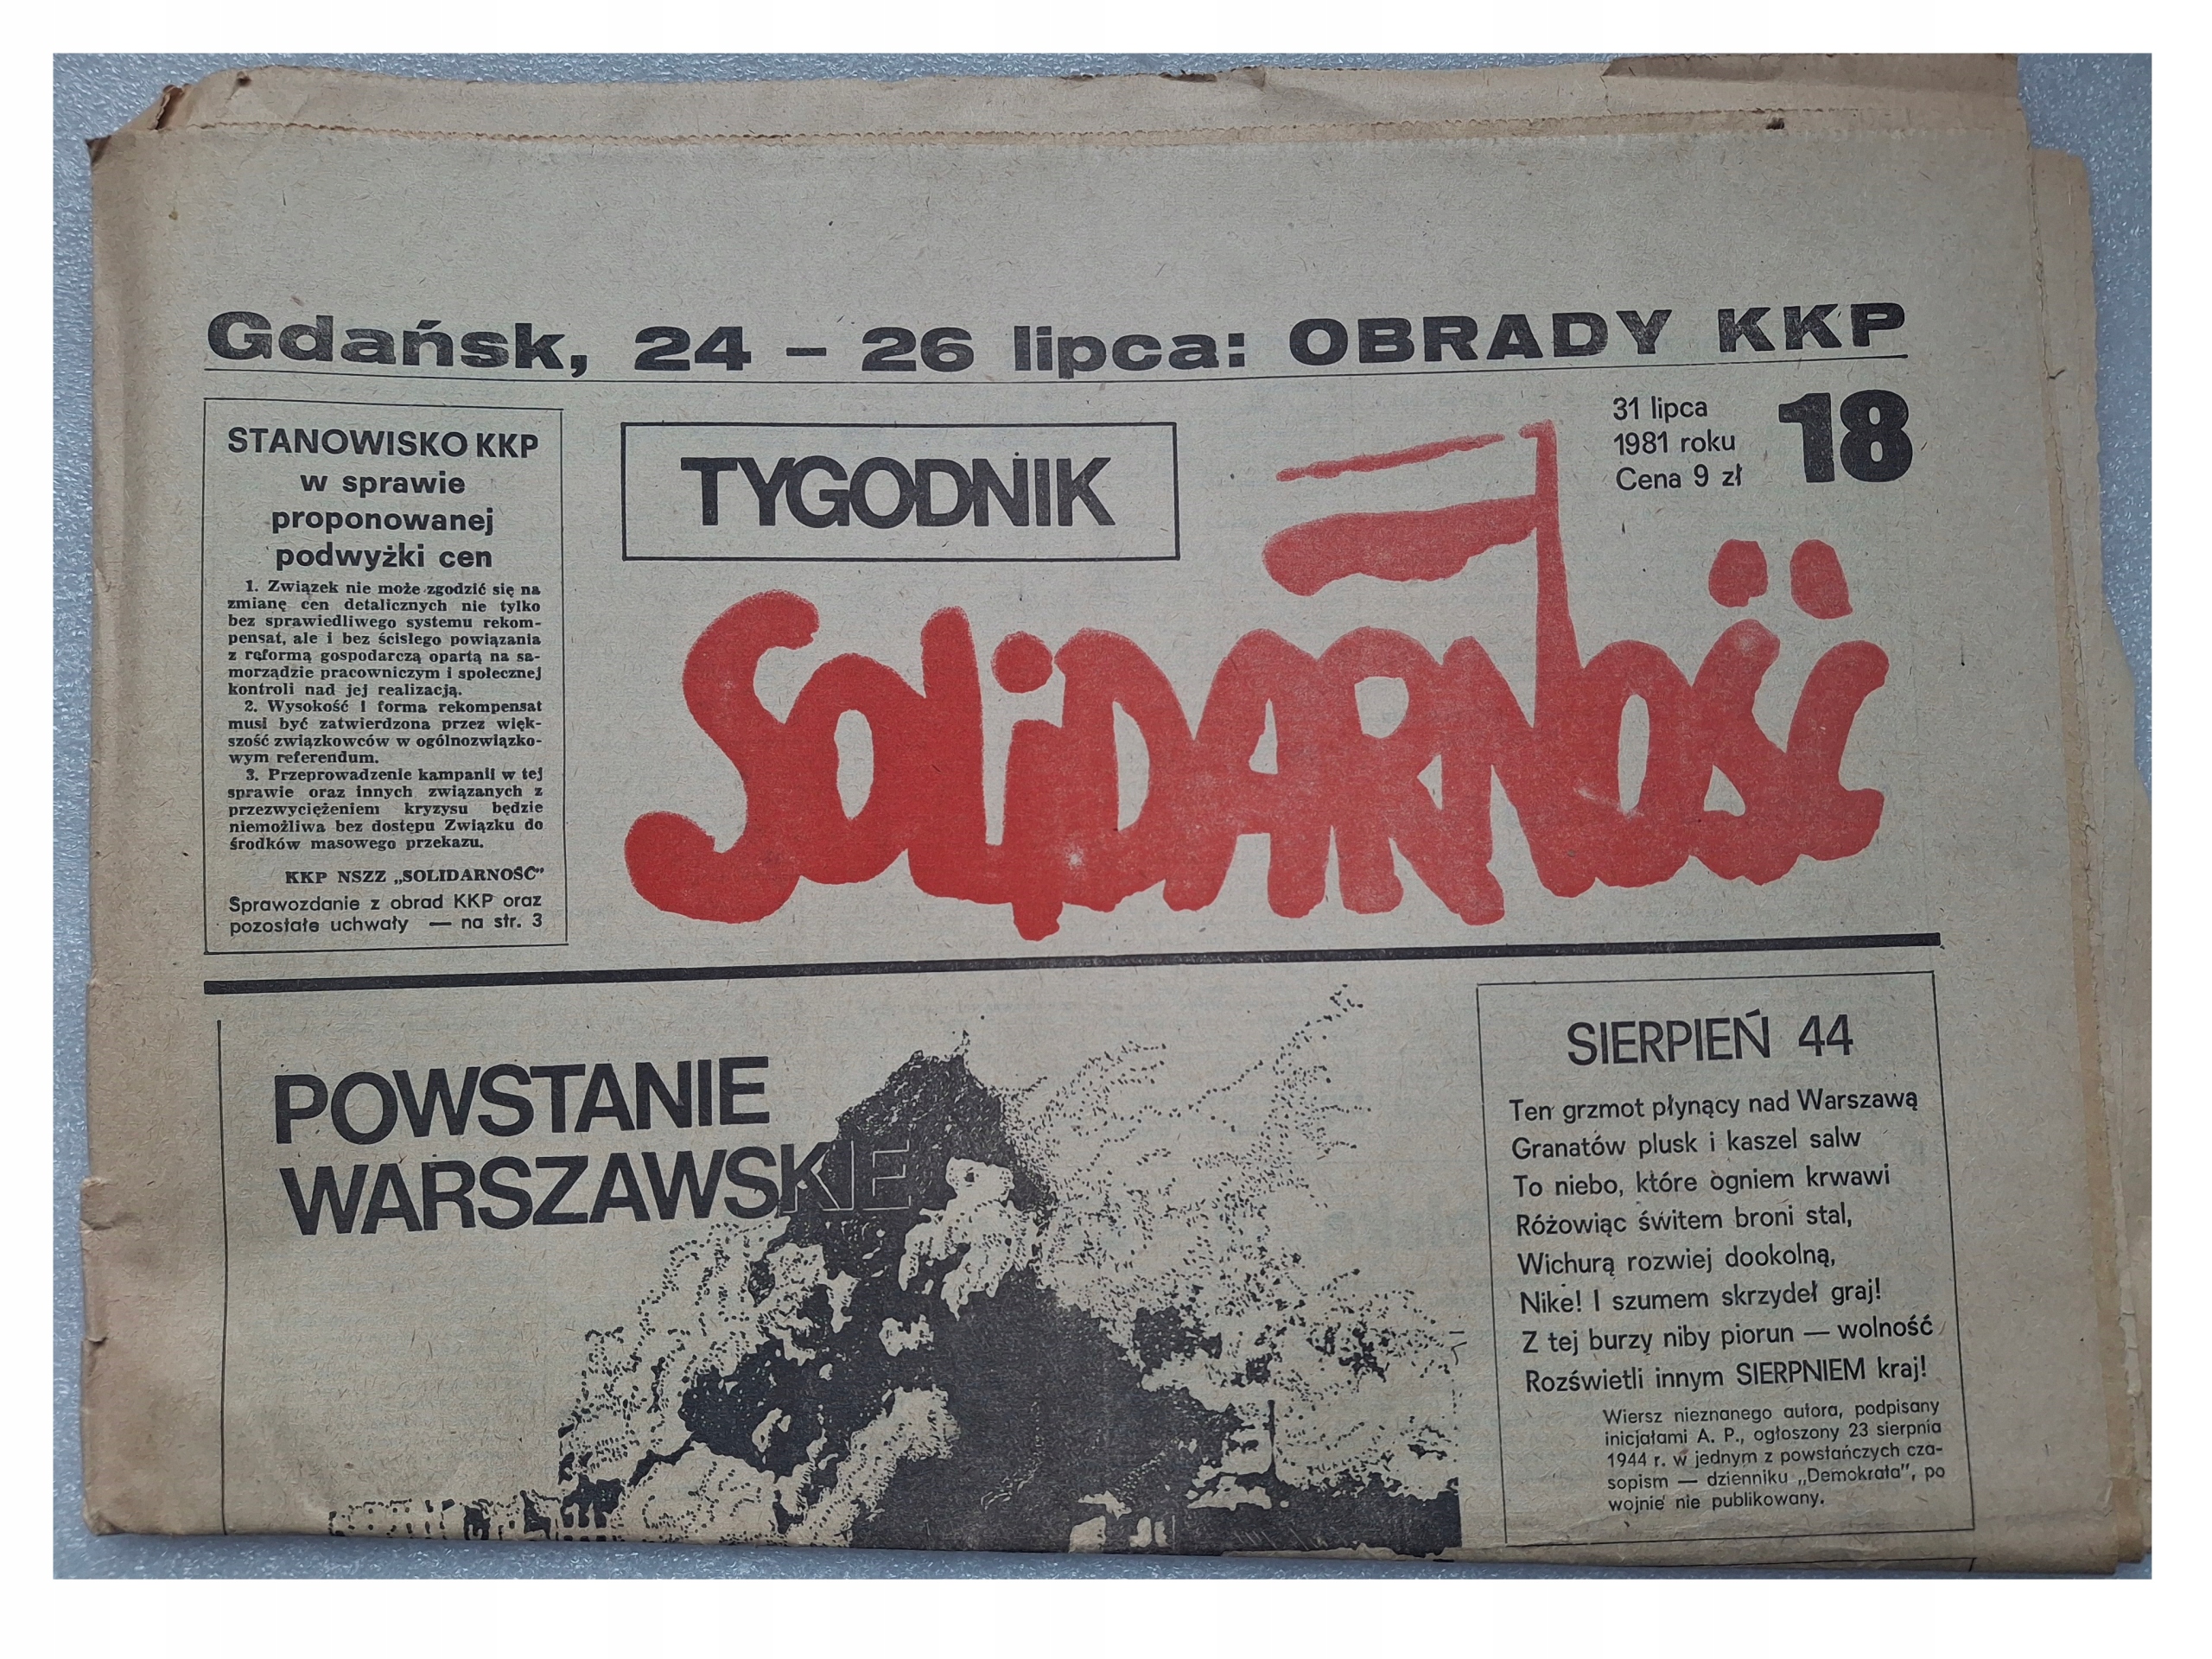 Gdańsk, 24 – 26 lipca: OBRADY KKP
STANOWISKO KKP
w sprawie
proponowanej
podwyżki cen
1. Związek nie może zgodzić się na
zmianę cen detalicznych nie tylko
bez sprawiedliwego systemu rekom-
pensat, ale i bez ścisłego powiązania
z reformą gospodarczą opartą na sa-
morządzie pracowniczym i społecznej
kontroli nad jej realizacją.
2. Wysokość i forma rekompensat
musi być zatwierdzona przez więk-
szość związkowców w ogólnozwiązko-
wym referendum.
3. Przeprowadzenie kampanii w tej
sprawie oraz innych związanych z
przezwyciężeniem kryzysu będzie
niemożliwa bez dostępu Związku do
środków masowego przekazu.
KKP NSZZ „SOLIDARNOŚĆ"
Sprawozdanie z obrad KKP oraz
pozostałe uchwały — na str. 3
TYGODNIK
SOLiDARNOŚĆ
31 lipca
1981 roku
Cena 9 zł
18
POWSTANIE
WARSZAWSKIE
SIERPIEŃ 44
Ten grzmot płynący nad Warszawą
Granatów plusk i kaszel salw
To niebo, które ogniem krwawi
Różowiąc świtem broni stal,
Wichurą rozwiej dookolną,
Nike! I szumem skrzydeł graj!
Z tej burzy niby piorun — wolność
Rozświetli innym SIERPNIEM kraj!
Wiersz nieznanego autora, podpisany
inicjałami A. P., ogłoszony 23 sierpnia
1944 r. w jednym z powstańczych cza-
sopism — dzienniku „Demokrata", po
wojnie nie publikowany.